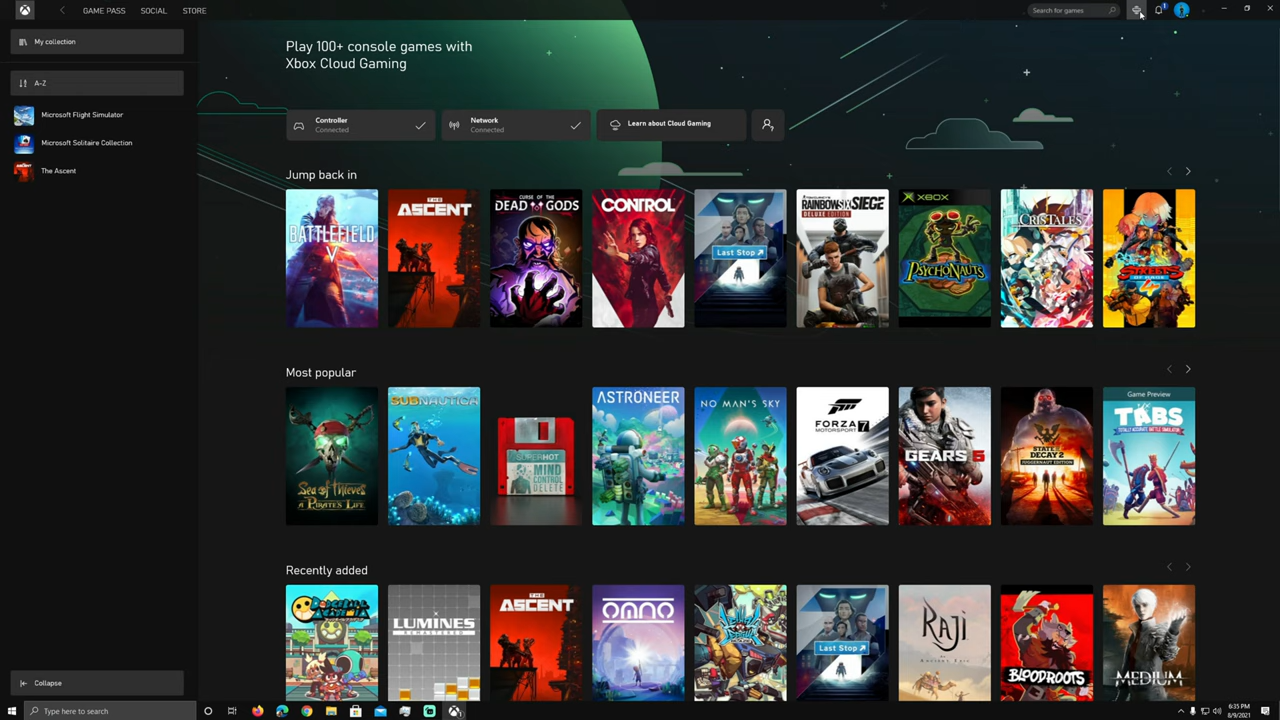 GAME PASS
SOCIAL
STORE
Search for games
1
My collection
A-Z
Microsoft Flight Simulator
Microsoft Solitaire Collection
The Ascent
Collapse
Play 100+ console games with
Xbox Cloud Gaming
Controller
Connected
Network
Connected
Learn about Cloud Gaming
Jump back in
BATTLEFIELD
V
THE
ASCENT
CURSE OF THE
DEAD GODS
CONTROL
Last Stop
RAINBOW SIX
SIEGE
DELUXE EDITION
XBOX
PSYCHONAUTS
CRIS TALES
STREETS
OF RAGE
4
Most popular
Sea of Thieves
A PIRATE'S LIFE
SUBNAUTICA
SUPERHOT
MIND
CONTROL
DELETE
ASTRONEER
NO MAN'S SKY
FORZA
MOTORSPORT 7
GEARS 5
STATE OF
DECAY 2
JUGGERNAUT EDITION
Game Preview
TABS
TOTALLY ACCURATE BATTLE SIMULATOR
Recently added
LUMINES
REMASTERED
THE
ASCENT
OMNO
Last Stop
RAJI
AN ANCIENT EPIC
BLOODROOTS
MEDIUM
Type here to search
6:35 PM
8/9/2021